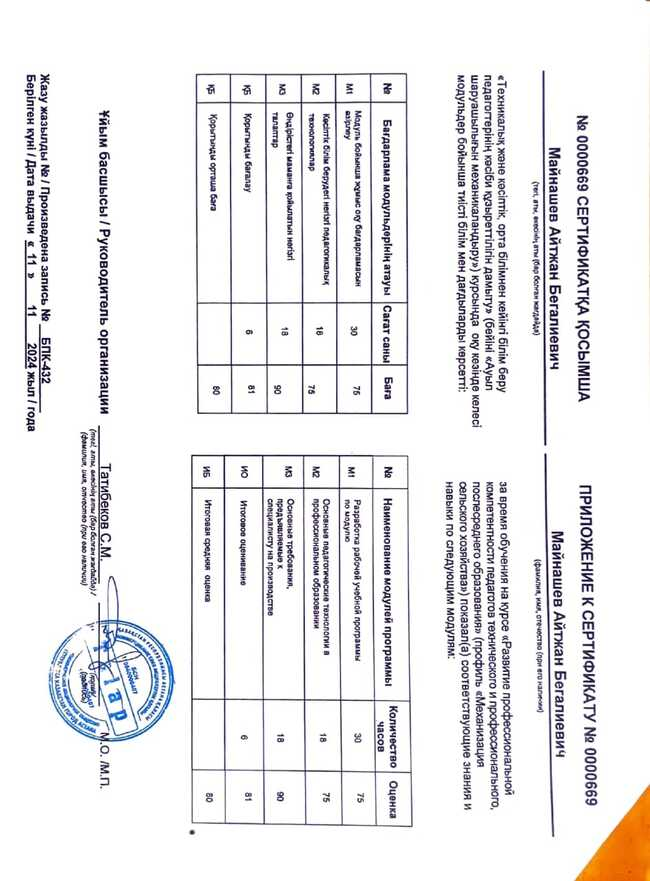 № 0000669 СЕРТИФИКАТҚА ҚОСЫМША
Майнашев Айтжан Бегалиевич
(тегі, аты, әкесінің аты (бар болған жағдайда)
«Техникалық және кәсіптік, орта білімнен кейінгі білім беру
педагогтерінің кәсіби құзыреттілігін дамыту» (бейіні «Ауыл
шаруашылығын механикаландыру») курсында оқу кезінде келесі
модульдер бойынша тиісті білім мен дағдыларды көрсетті:
№ Бағдарлама модульдерінің атауы Сағат саны Баға
М1 Модуль бойынша жұмыс оқу бағдарламасын
әзірлеу 30 75
М2 Кәсіптік білім берудегі негізгі педагогикалық
технологиялар 18 75
М3 Өндірістегі маманға қойылатын негізгі
талаптар 18 90
ҚБ Қорытынды бағалау 6 81
ҚБ Қорытынды орташа баға 80
ПРИЛОЖЕНИЕ К СЕРТИФИКАТУ № 0000669
Майнашев Айтжан Бегалиевич
(фамилия, имя, отчество (при его наличии)
за время обучения на курсе «Развитие профессиональной
компетентности педагогов технического и профессионального,
послесреднего образования» (профиль «Механизация
сельского хозяйства») показал(а) соответствующие знания и
навыки по следующим модулям:
№ Наименование модулей программы Количество
часов Оценка
М1 Разработка рабочей учебной программы
по модулю 30 75
М2 Основные педагогические технологии в
профессиональном образовании 18 75
М3 Основные требования,
предъявляемые к
специалисту на производстве 18 90
ИО Итоговое оценивание 6 81
ИБ Итоговая средняя оценка 80
Ұйым басшысы / Руководитель организации Татибеков С.М. М.О. /М.П.
(тегі, аты, әкесінің аты (бар болған жағдайда) /
(фамилия, имя, отчество (при его наличии)
(подпись)
Жазу жазылды № / Произведена запись № БПК-432
Берілген күні / Дата выдачи « 11 » 11 2024 жыл / года